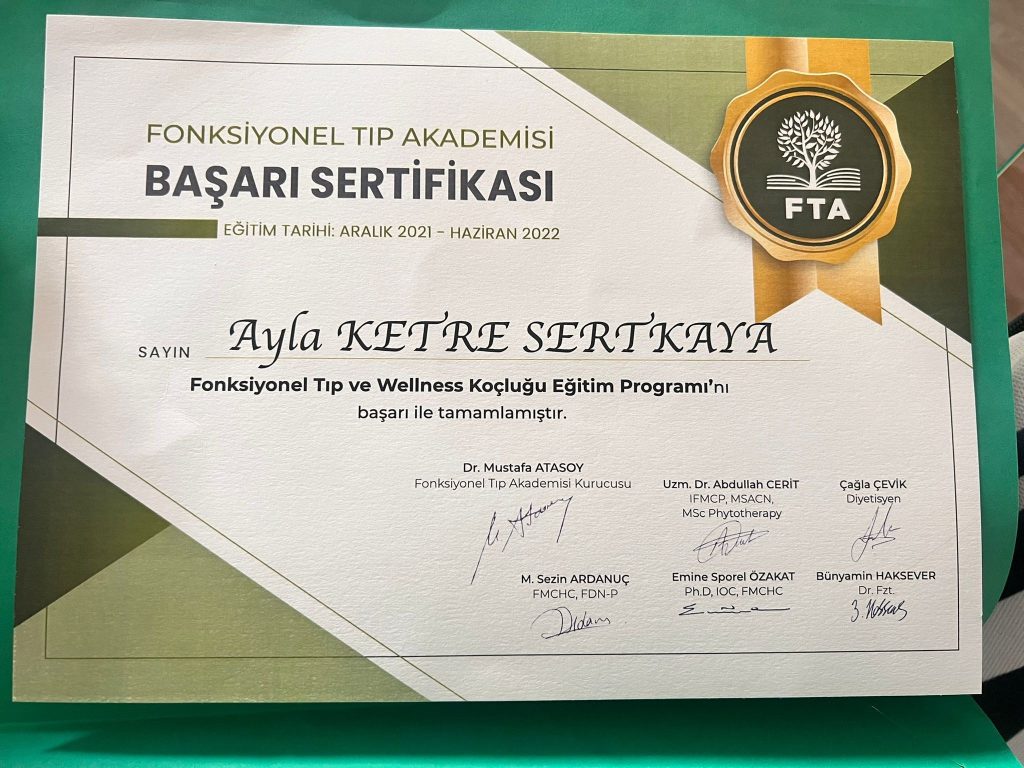 FONKSİYONEL TIP AKADEMİSİ
BAŞARI SERTİFİKASI
EĞİTİM TARİHİ: ARALIK 2021 - HAZİRAN 2022
FTA
SAYIN Ayla KETRE SERTKAYA
Fonksiyonel Tıp ve Wellness Koçluğu Eğitim Programı'nı
başarı ile tamamlamıştır.
Dr. Mustafa ATASOY
Fonksiyonel Tıp Akademisi Kurucusu
Uzm. Dr. Abdullah CERİT
IFMCP, MSACN,
MSc Phytotherapy
Çağla ÇEVİK
Diyetisyen
M. Sezin ARDANUÇ
FMCHC, FDN-P
Emine Sporel ÖZAKAT
Ph.D, IOC, FMCHC
Bünyamin HAKSEVER
Dr. Fzt.